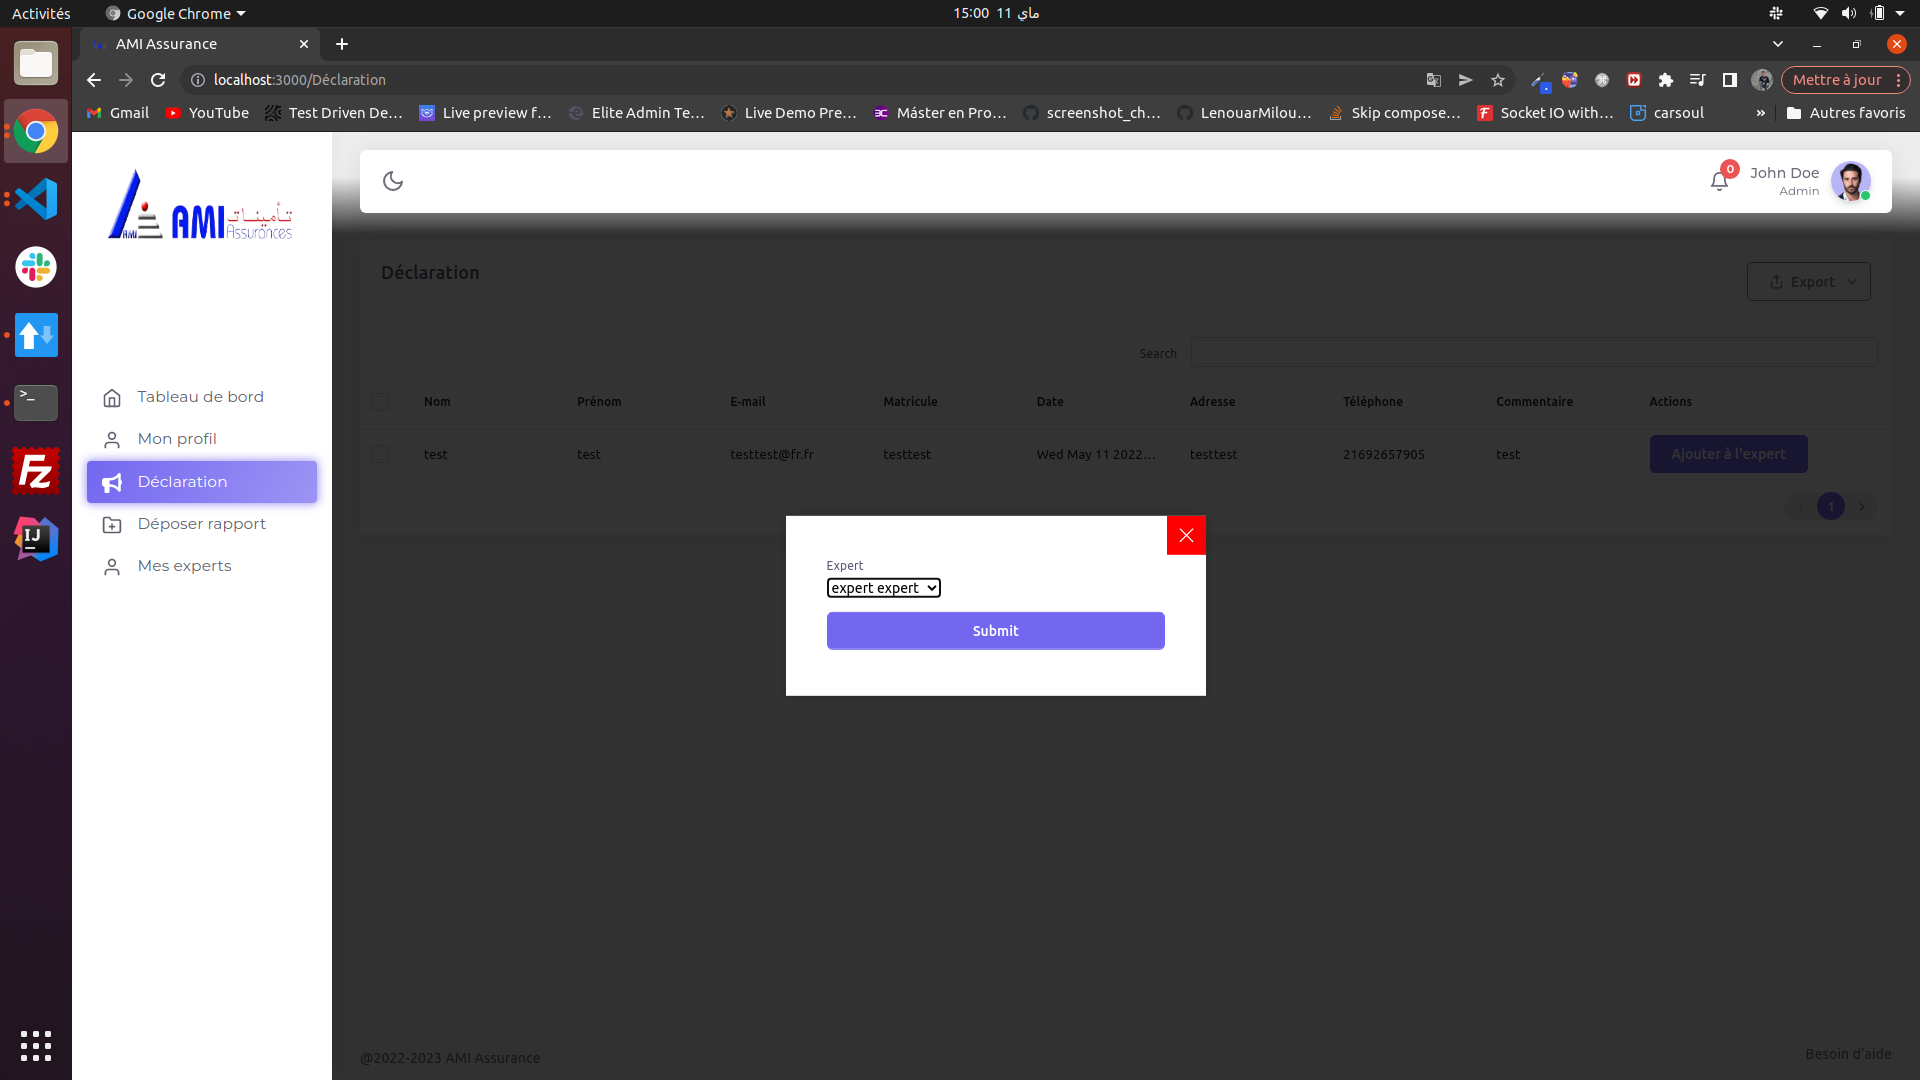 Activités
Google Chrome
15:00 11 ماي
AMI Assurance
localhost:3000/Déclaration
Mettre à jour
Gmail
YouTube
Test Driven De...
Live preview f...
Elite Admin Te...
Live Demo Pre...
Máster en Pro...
screenshot_ch...
LenouarMilou...
Skip compose...
Socket IO with...
carsoul
»
Autres favoris
AMI
AMI
تأمينات
Assurances
0
John Doe
Admin
Tableau de bord
Mon profil
Déclaration
Déposer rapport
Mes experts
Déclaration
Export
Search
Nom Prénom E-mail Matricule Date Adresse Téléphone Commentaire Actions
test test testtest@fr.fr testtest Wed May 11 2022... testtest 21692657905 test Ajouter à l'expert
1
Expert
expert expert
Submit
@2022-2023 AMI Assurance
Besoin d'aide
>_
Fz
IJ